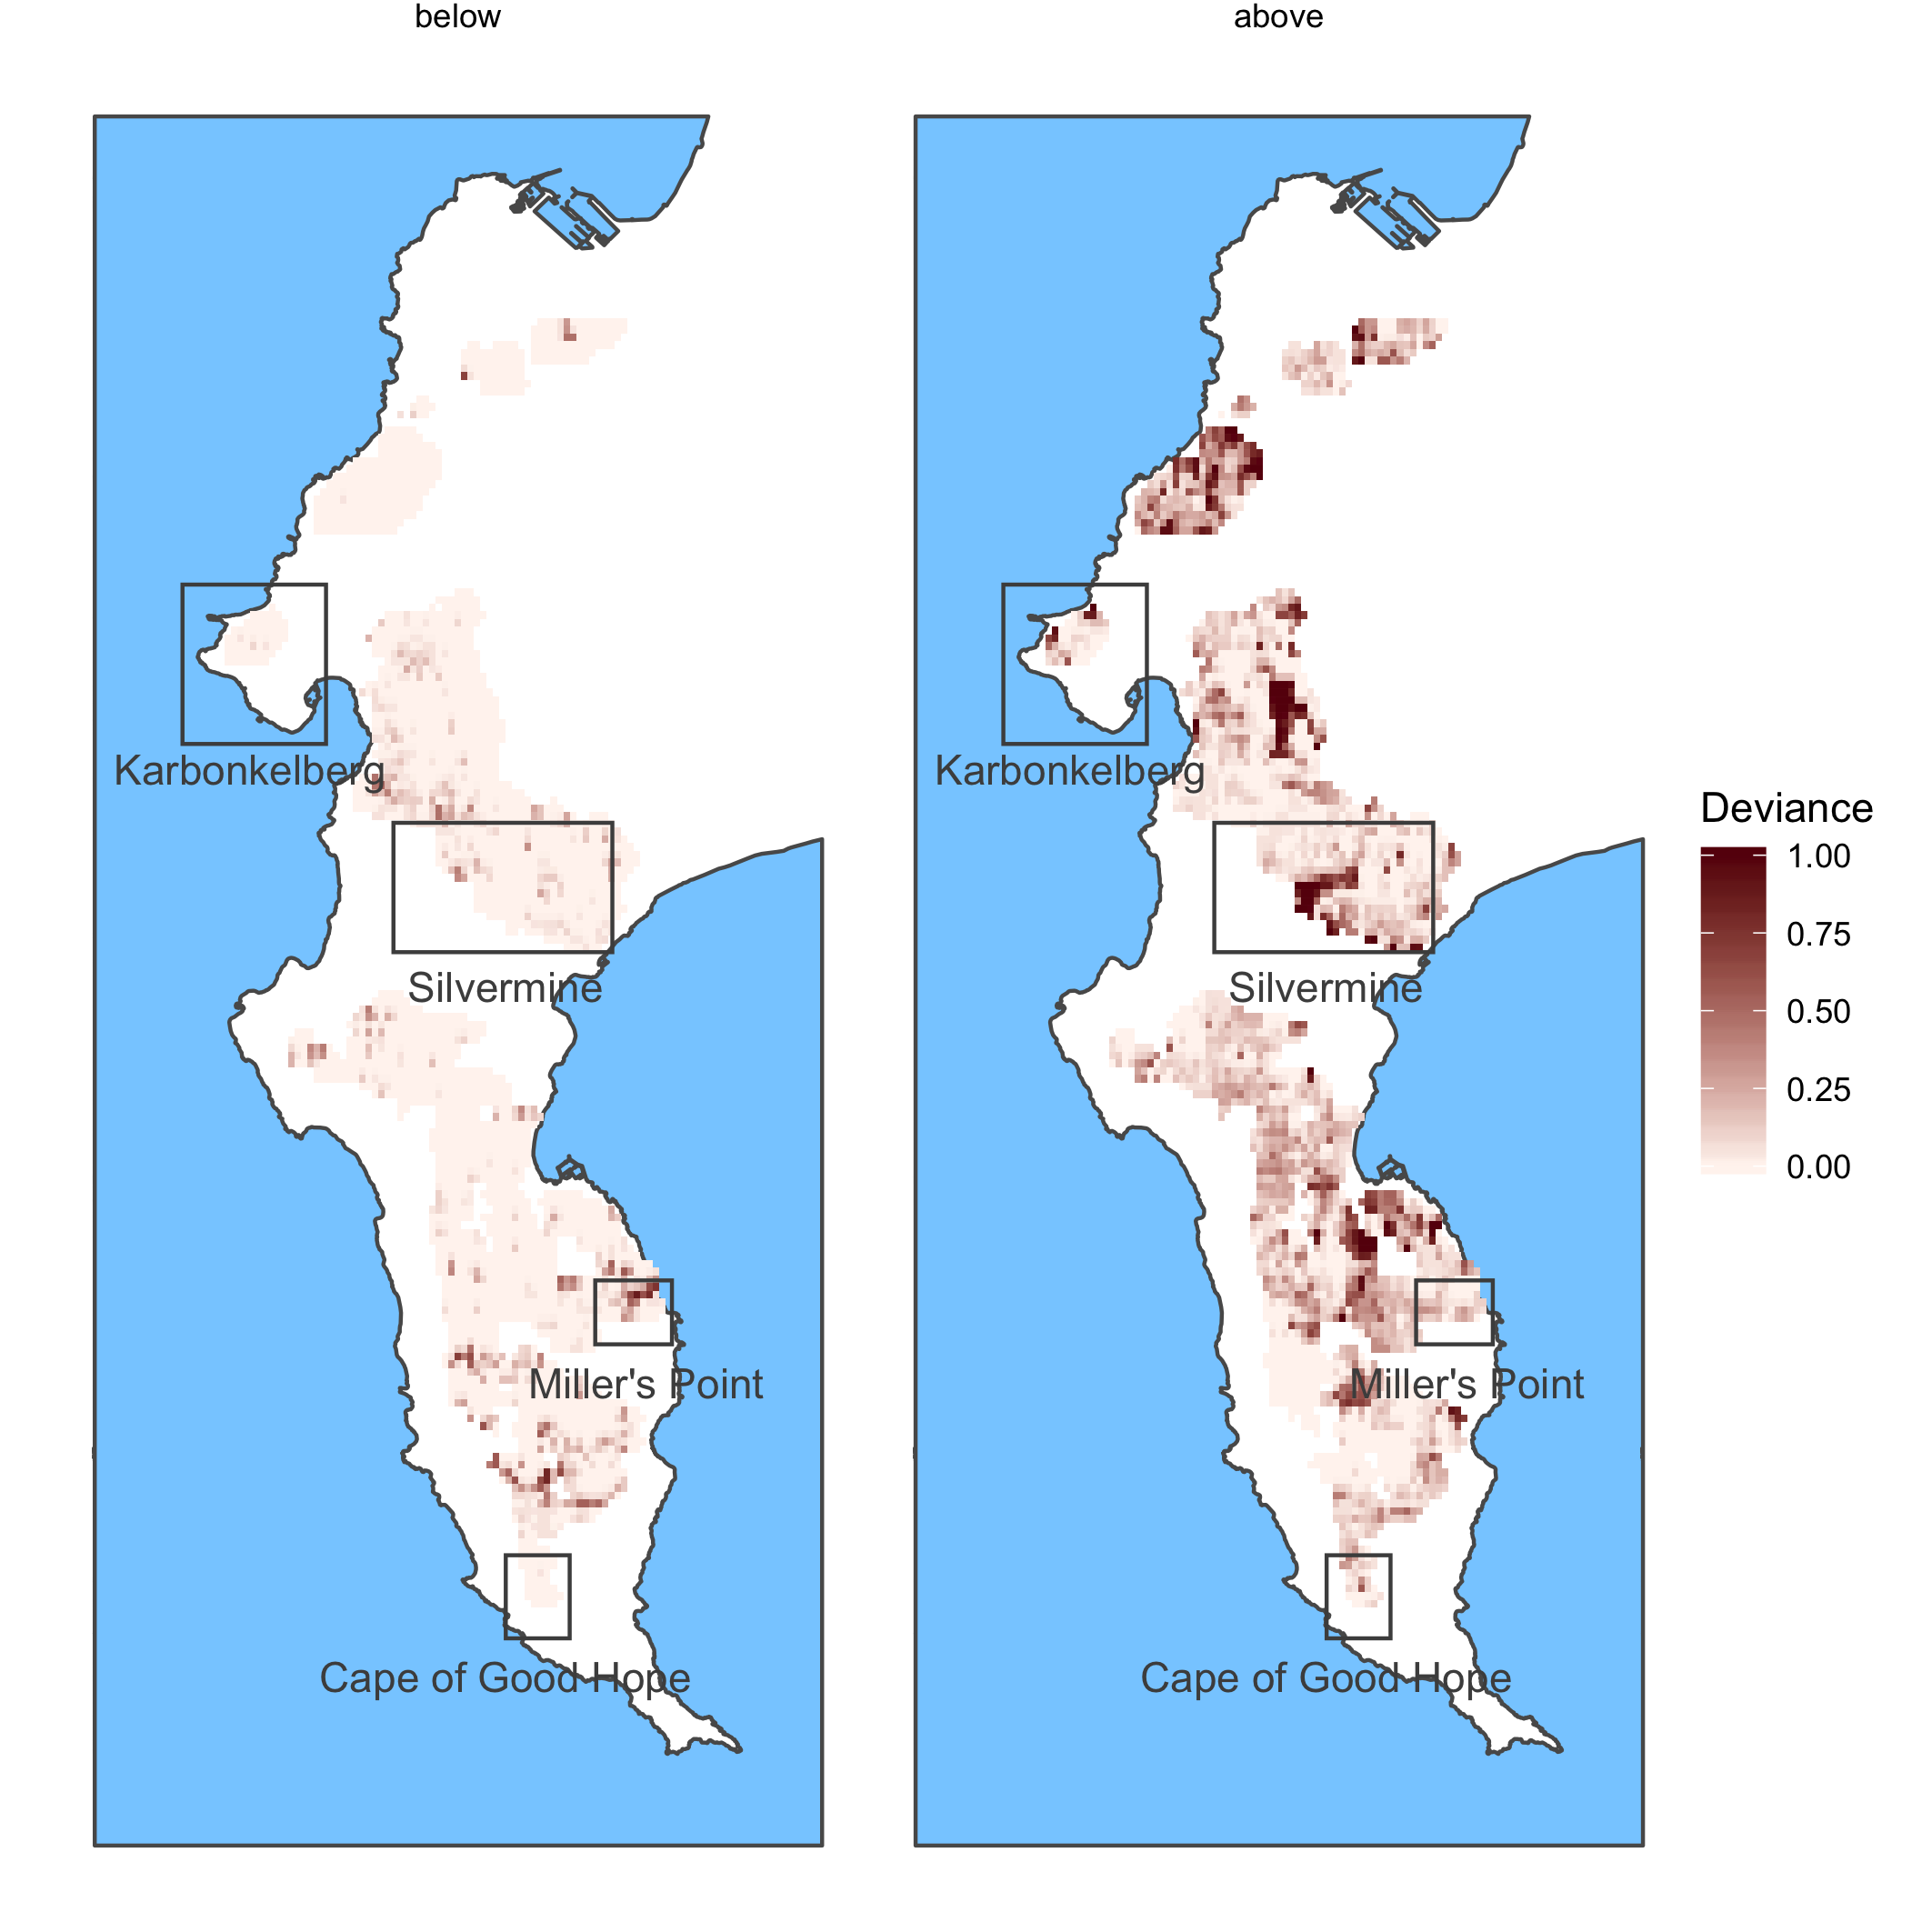 below
above
Karbonkelberg
Karbonkelberg
Deviance
1.00
0.75
0.50
0.25
0.00
Silvermine
Silvermine
Miller's Point
Miller's Point
Cape of Good Hope
Cape of Good Hope